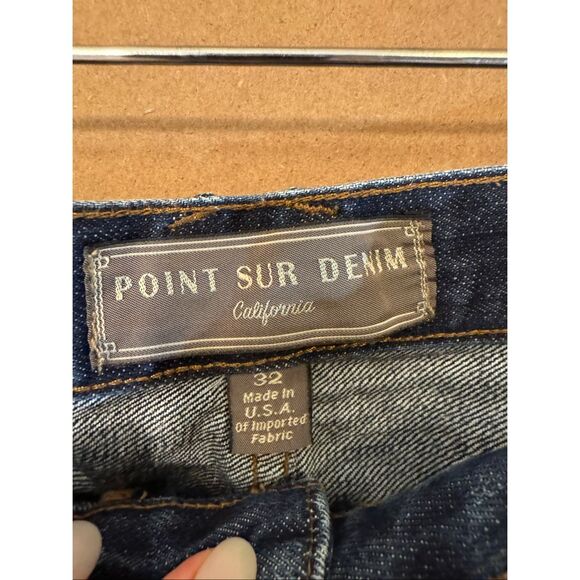 POINT SUR DENIM
California
32
Made in
U.S.A.
Of Imported
Fabric